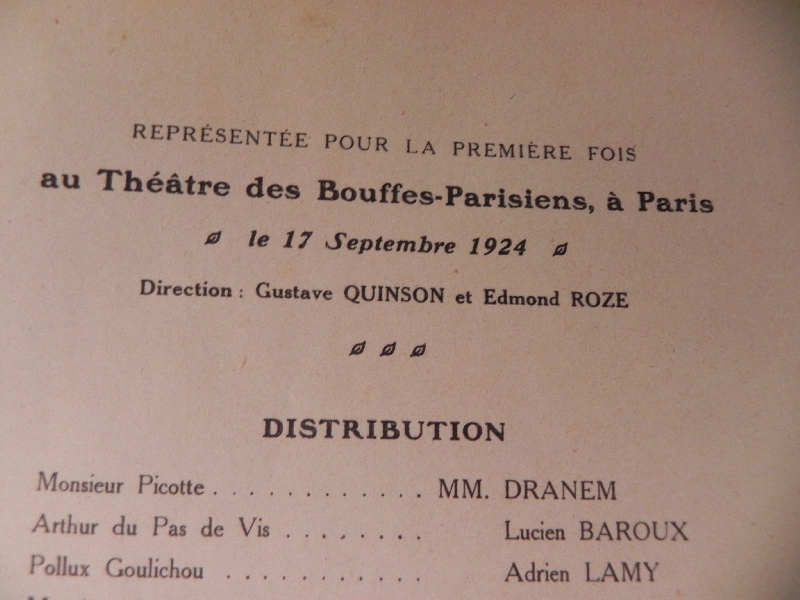 REPRÉSENTÉE POUR LA PREMIÈRE FOIS
au Théâtre des Bouffes-Parisiens, à Paris
le 17 Septembre 1924
Direction : Gustave QUINSON et Edmond ROZE
DISTRIBUTION
Monsieur Picotte . . . . . . . . . . . . . MM. DRANEM
Arthur du Pas de Vis . . . . . . . . Lucien BAROUX
Pollux Goulichou . . . . . . . . . . . Adrien LAMY